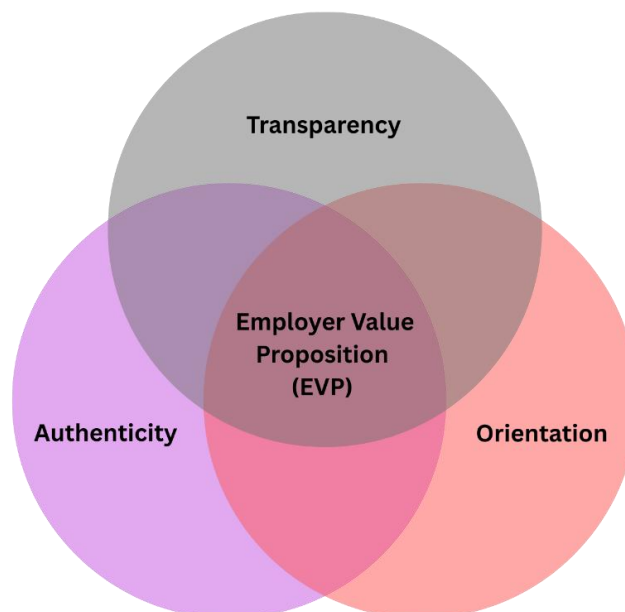 Transparency
Employer Value
Proposition
(EVP)
Authenticity
Orientation